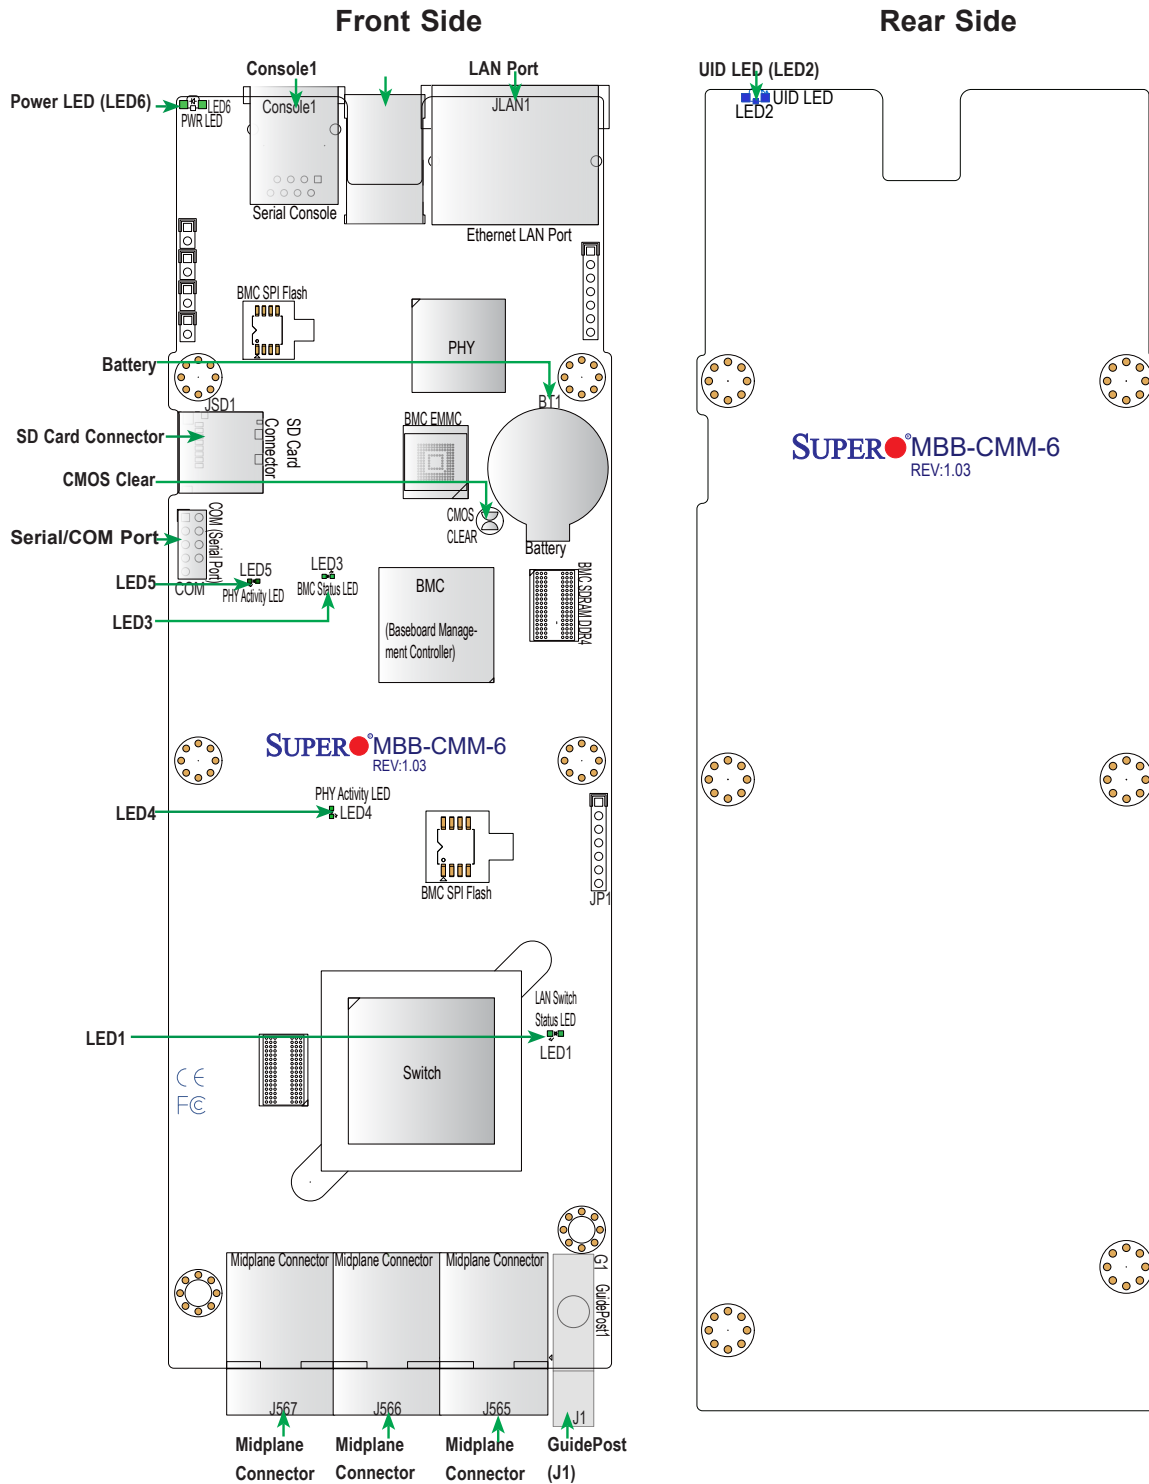 Front Side
Rear Side
Console1
LAN Port
UID LED (LED2)
Power LED (LED6)
LED6
PWR LED
Console1
JLAN1
UID LED
LED2
Serial Console
Ethernet LAN Port
BMC SPI Flash
PHY
Battery
JSD1
BT1
BMC EMMC
SD Card Connector
SD Card
Connector
SUPER MBB-CMM-6
REV:1.03
CMOS Clear
CMOS
CLEAR
Battery
Serial/COM Port
COM (Serial Port)
COM
LED5
LED5
PHY Activity LED
LED3
BMC Status LED
LED3
BMC
(Baseboard Manage-
ment Controller)
BMC SDRAM DDR4
SUPER MBB-CMM-6
REV:1.03
PHY Activity LED
LED4
LED4
BMC SPI Flash
JP1
LAN Switch
Status LED
LED1
LED1
Switch
CE
FC
Midplane Connector
Midplane Connector
Midplane Connector
G1
GuidePost1
J567
J566
J565
J1
Midplane
Connector
Midplane
Connector
Midplane
Connector
GuidePost
(J1)